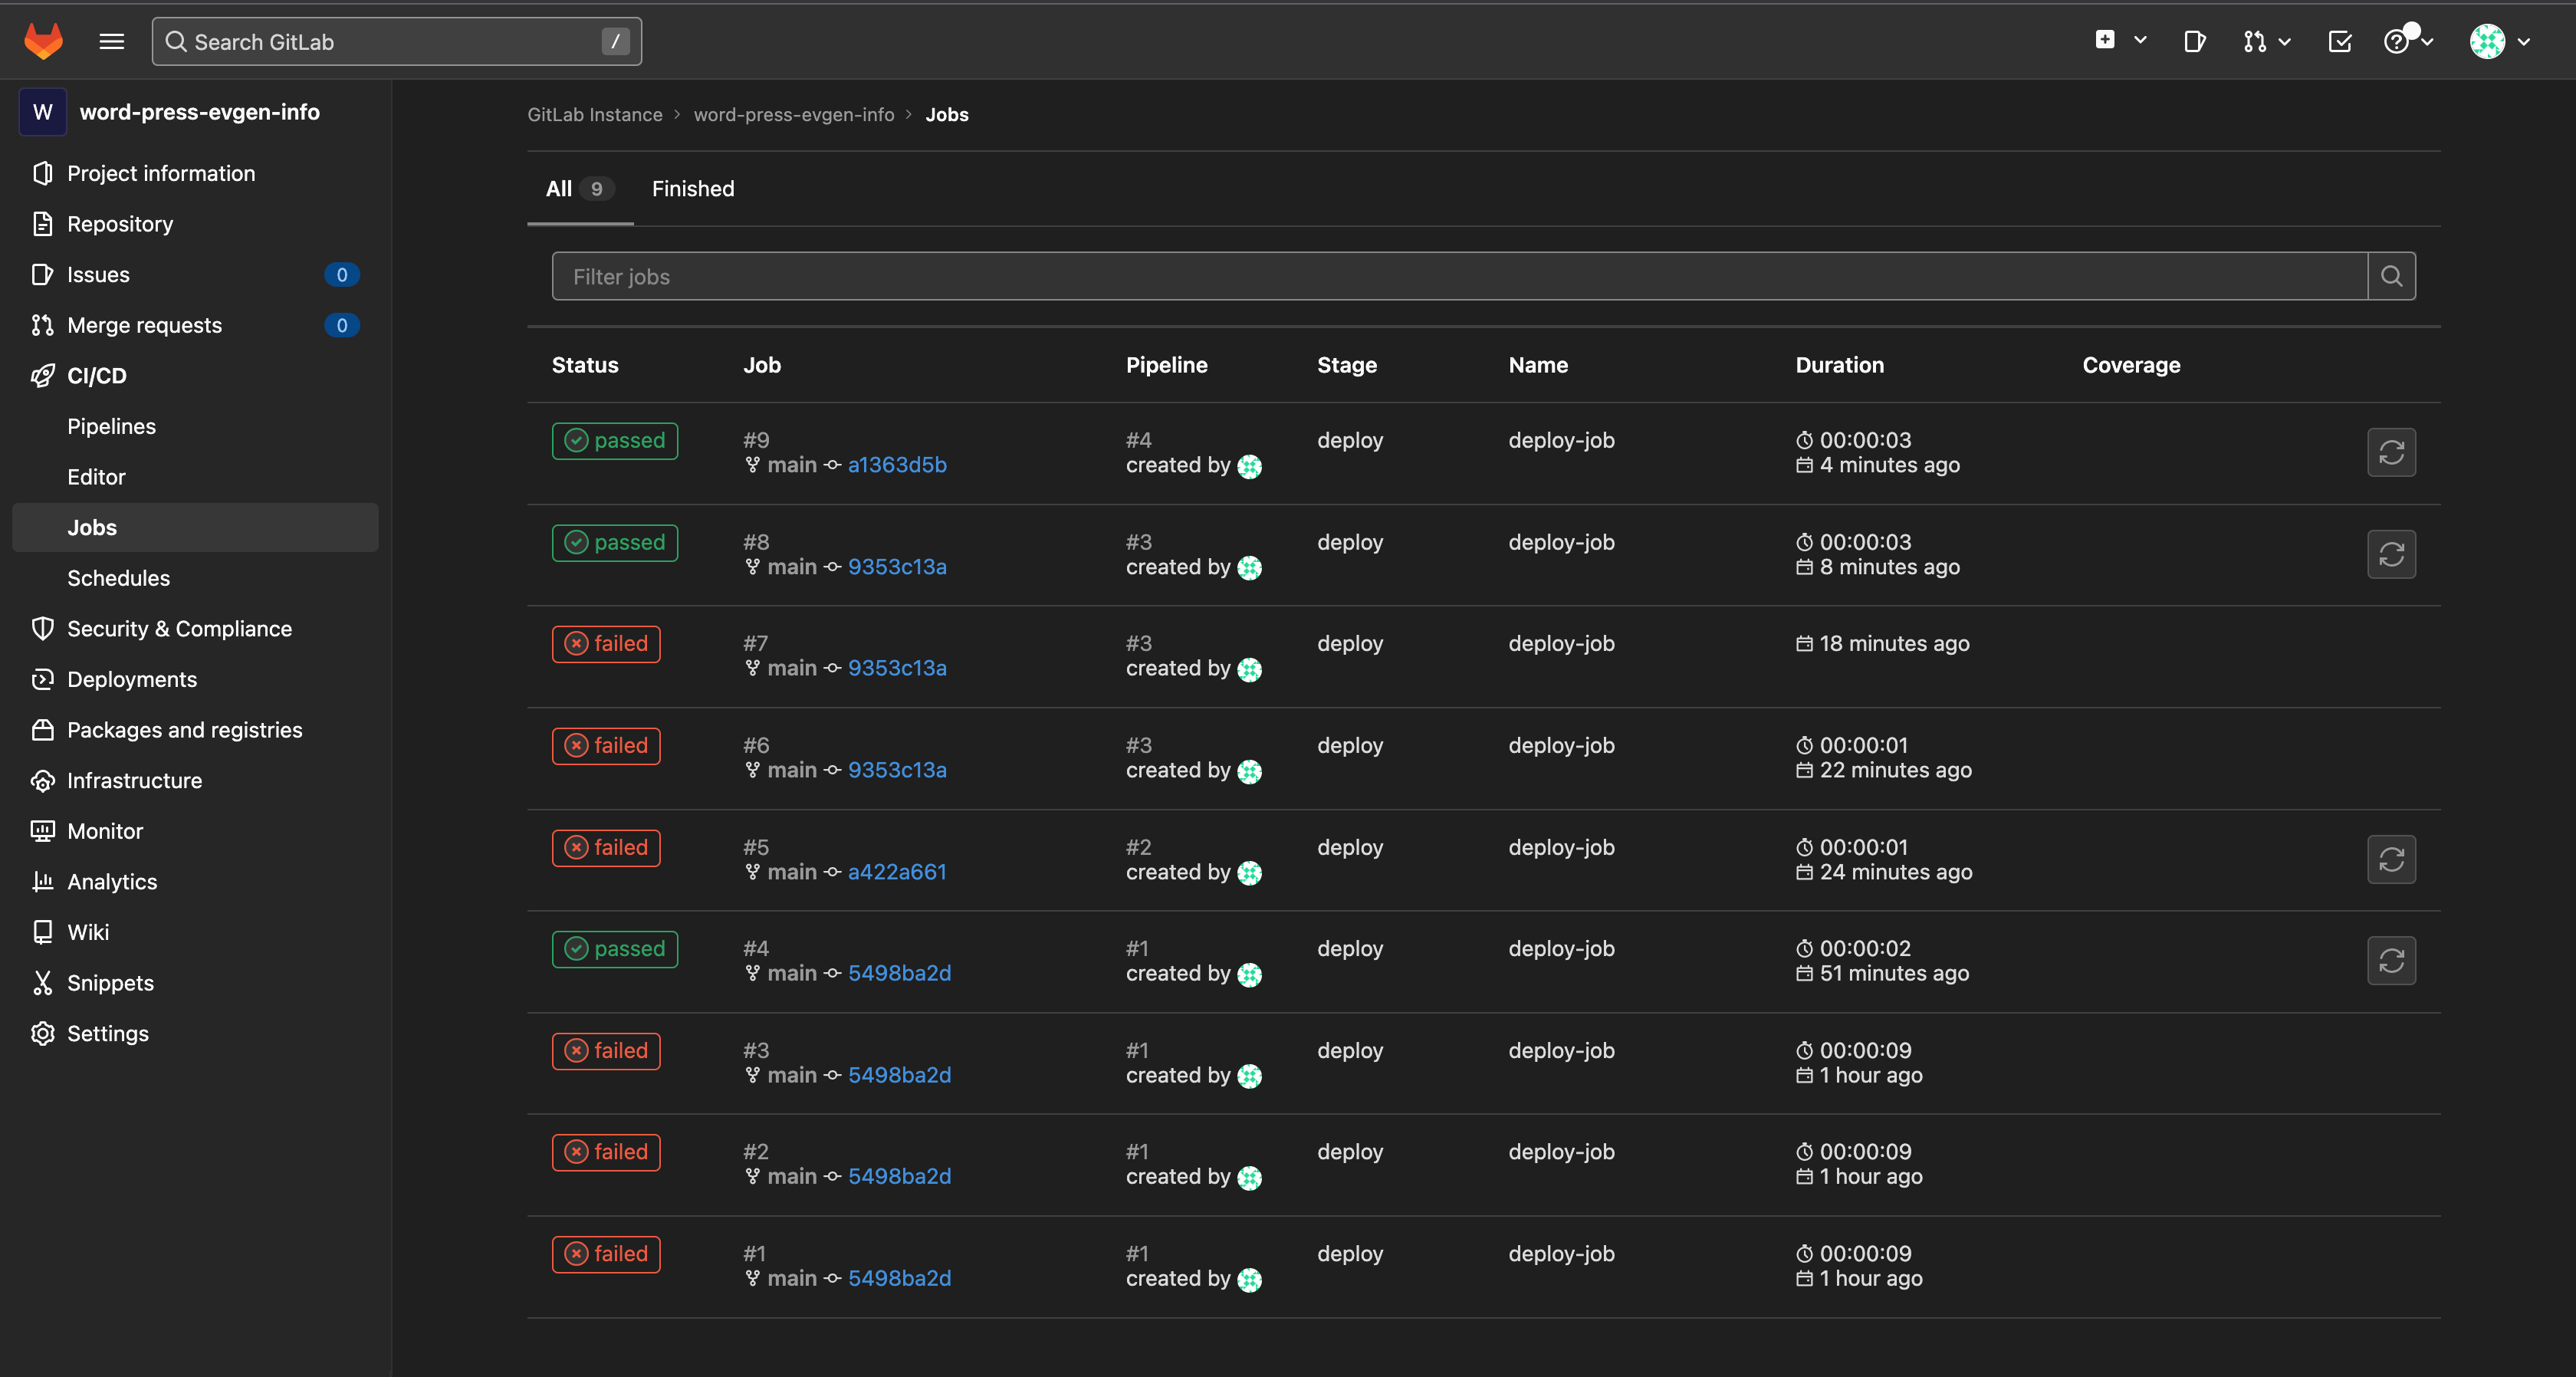 Search GitLab /
W word-press-evgen-info
Project information
Repository
Issues 0
Merge requests 0
CI/CD
Pipelines
Editor
Jobs
Schedules
Security & Compliance
Deployments
Packages and registries
Infrastructure
Monitor
Analytics
Wiki
Snippets
Settings
GitLab Instance > word-press-evgen-info > Jobs
All 9 Finished
Filter jobs
Status Job Pipeline Stage Name Duration Coverage
passed #9 #4 deploy deploy-job 00:00:03
main a1363d5b created by 4 minutes ago
passed #8 #3 deploy deploy-job 00:00:03
main 9353c13a created by 8 minutes ago
failed #7 #3 deploy deploy-job 18 minutes ago
main 9353c13a created by
failed #6 #3 deploy deploy-job 00:00:01
main 9353c13a created by 22 minutes ago
failed #5 #2 deploy deploy-job 00:00:01
main a422a661 created by 24 minutes ago
passed #4 #1 deploy deploy-job 00:00:02
main 5498ba2d created by 51 minutes ago
failed #3 #1 deploy deploy-job 00:00:09
main 5498ba2d created by 1 hour ago
failed #2 #1 deploy deploy-job 00:00:09
main 5498ba2d created by 1 hour ago
failed #1 #1 deploy deploy-job 00:00:09
main 5498ba2d created by 1 hour ago